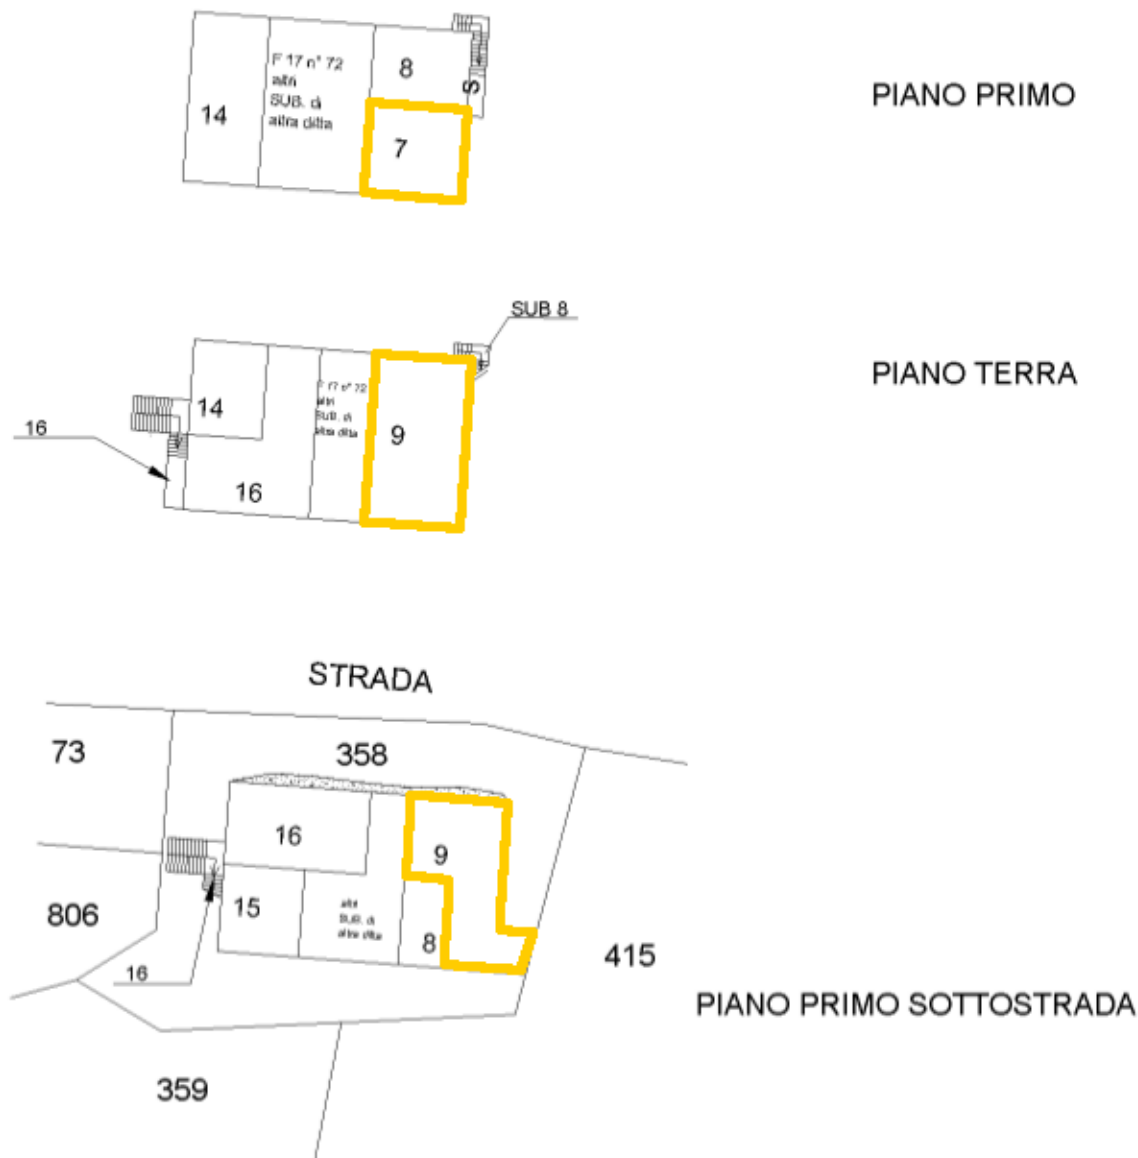 F 17 n° 72
altri
SUB. di
altra ditta
8
S
14
7
PIANO PRIMO
SUB 8
F 17 n° 72
altri
SUB. di
altra ditta
14
9
16
16
PIANO TERRA
STRADA
73
358
16
9
806
15
altri
SUB. di
altra ditta
8
415
16
PIANO PRIMO SOTTOSTRADA
359